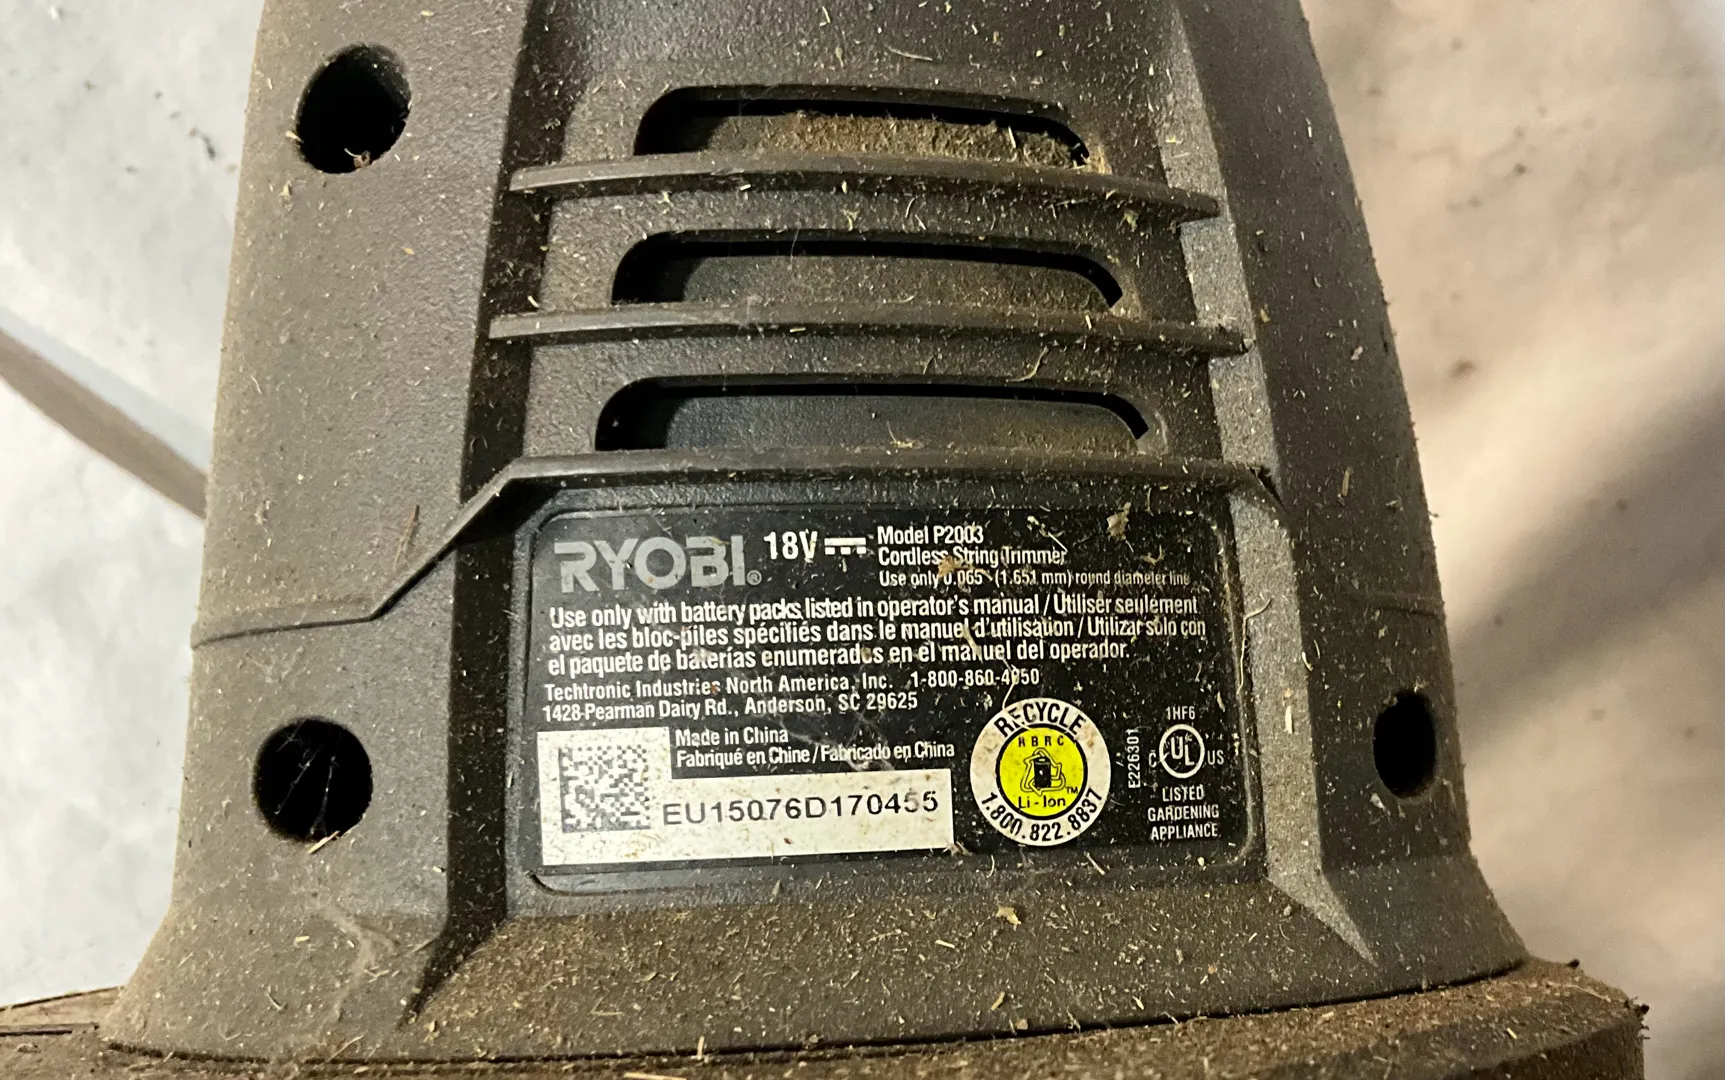 RYOBI® 18V
Model P2003
Cordless String Trimmer
Use only 0.065" (1.651 mm) round diameter line
Use only with battery packs listed in operator's manual / Utiliser seulement
avec les bloc-piles spécifiés dans le manuel d'utilisation / Utilizar sólo con
el paquete de baterías enumerados en el manuel del operador.
Techtronic Industries North America, Inc. 1-800-860-4050
1428 Pearman Dairy Rd., Anderson, SC 29625
Made in China
Fabriqué en Chine / Fabricado en China
EU15076D170455
RECYCLE
RBRC
Li-Ion TM
1.800.822.8837
E226301
1HF6
C UL US
LISTED
GARDENING
APPLIANCE